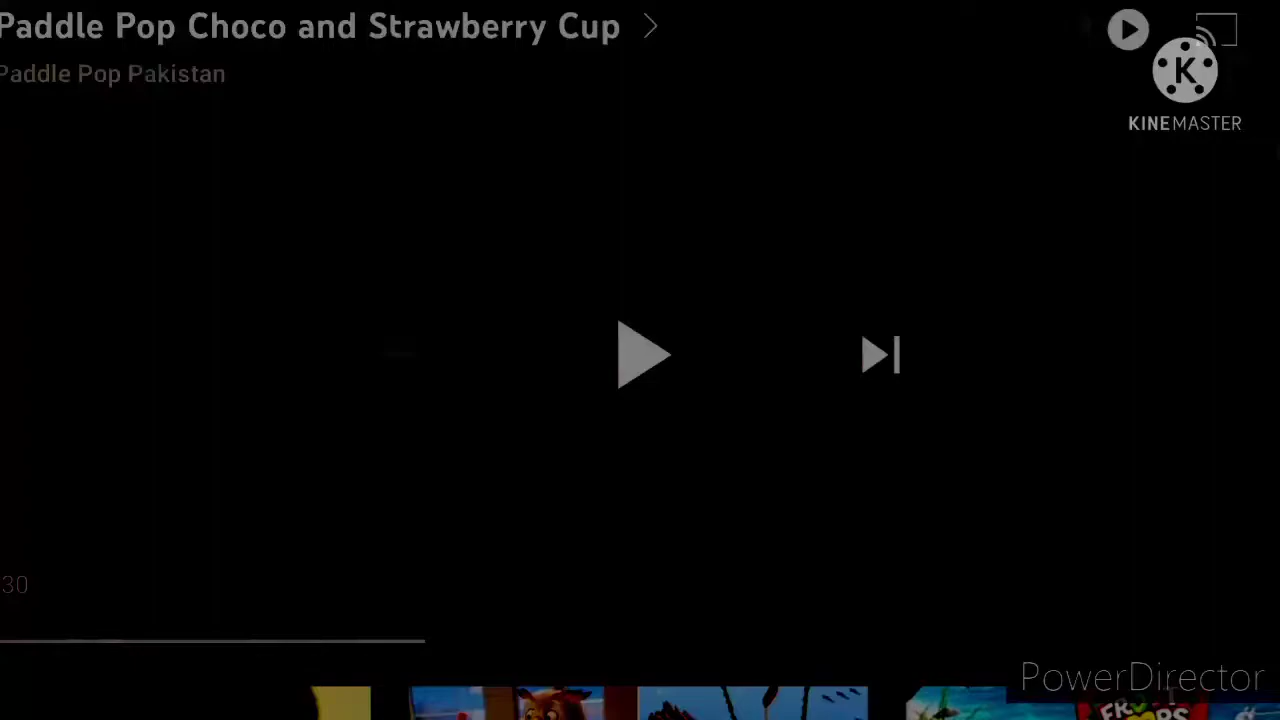 Paddle Pop Choco and Strawberry Cup
Paddle Pop Pakistan
K
KINEMASTER
30
PowerDirector